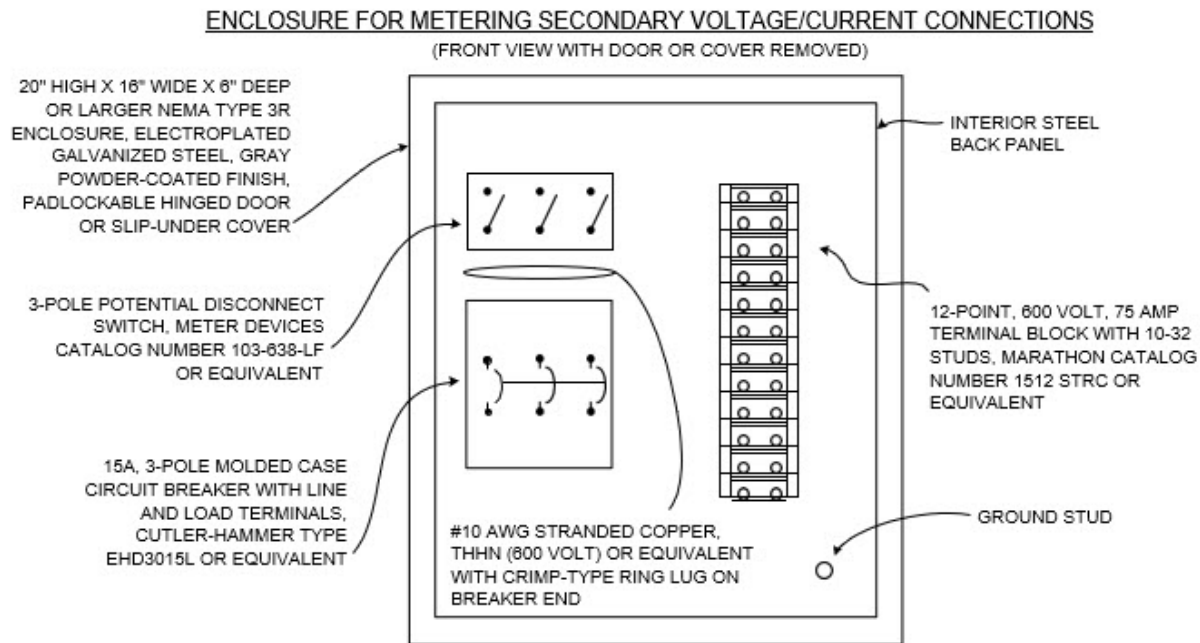 ENCLOSURE FOR METERING SECONDARY VOLTAGE/CURRENT CONNECTIONS
(FRONT VIEW WITH DOOR OR COVER REMOVED)
20" HIGH X 16" WIDE X 6" DEEP
OR LARGER NEMA TYPE 3R
ENCLOSURE, ELECTROPLATED
GALVANIZED STEEL, GRAY
POWDER-COATED FINISH,
PADLOCKABLE HINGED DOOR
OR SLIP-UNDER COVER
INTERIOR STEEL
BACK PANEL
3-POLE POTENTIAL DISCONNECT
SWITCH, METER DEVICES
CATALOG NUMBER 103-638-LF
OR EQUIVALENT
12-POINT, 600 VOLT, 75 AMP
TERMINAL BLOCK WITH 10-32
STUDS, MARATHON CATALOG
NUMBER 1512 STRC OR
EQUIVALENT
15A, 3-POLE MOLDED CASE
CIRCUIT BREAKER WITH LINE
AND LOAD TERMINALS,
CUTLER-HAMMER TYPE
EHD3015L OR EQUIVALENT
#10 AWG STRANDED COPPER,
THHN (600 VOLT) OR EQUIVALENT
WITH CRIMP-TYPE RING LUG ON
BREAKER END
GROUND STUD